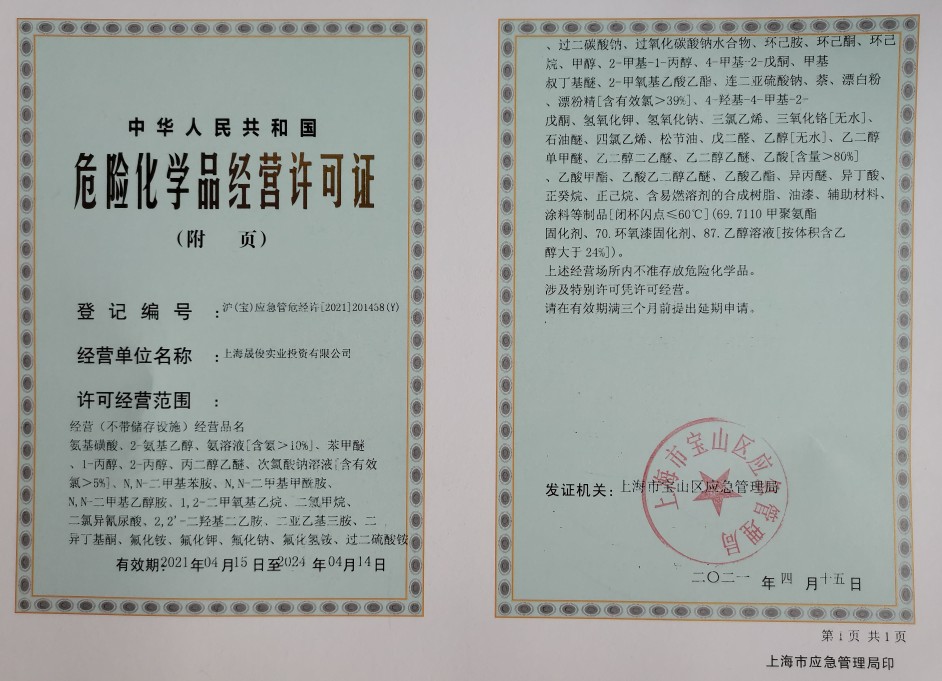 中华人民共和国
危险化学品经营许可证
（附 页）
登记编号 ：沪(宝)应急管危经许[2021]201458(Y)
经营单位名称 ：上海晟俊实业投资有限公司
许可经营范围 ：
经营（不带储存设施）经营品名
氨基磺酸、2-氨基乙醇、氨溶液[含氨＞10%]、苯甲醚
、1-丙醇、2-丙醇、丙二醇乙醚、次氯酸钠溶液[含有效
氯＞5%]、N,N-二甲基苯胺、N,N-二甲基甲酰胺、
N,N-二甲基乙醇胺、1,2-二甲氧基乙烷、二氯甲烷、
二氯异氰尿酸、2,2'-二羟基二乙胺、二亚乙基三胺、二
异丁基酮、氟化铵、氟化钾、氟化钠、氟化氢铵、过二硫酸铵
有效期：2021年04月15日至2024年04月14日
、过二碳酸钠、过氧化碳酸钠水合物、环己胺、环己酮、环己
烷、甲醇、2-甲基-1-丙醇、4-甲基-2-戊酮、甲基
叔丁基醚、2-甲氧基乙酸乙酯、连二亚硫酸钠、萘、漂白粉
、漂粉精[含有效氯＞39%]、4-羟基-4-甲基-2-
戊酮、氢氧化钾、氢氧化钠、三氯乙烯、三氧化铬[无水]、
石油醚、四氯乙烯、松节油、戊二醛、乙醇[无水]、乙二醇
单甲醚、乙二醇二乙醚、乙二醇乙醚、乙酸[含量＞80%]
、乙酸甲酯、乙酸乙二醇乙醚、乙酸乙酯、异丙醚、异丁酸、
正癸烷、正己烷、含易燃溶剂的合成树脂、油漆、辅助材料、
涂料等制品[闭杯闪点≤60℃](69.7110甲聚氨酯
固化剂、70.环氧漆固化剂、87.乙醇溶液[按体积含乙
醇大于24%])。
上述经营场所内不准存放危险化学品。
涉及特别许可凭许可经营。
请在有效期满三个月前提出延期申请。
发证机关：上海市宝山区应急管理局
上海市宝山区应急管理局
二〇二一 年 四 月 十五 日
第1页 共1页
上海市应急管理局印